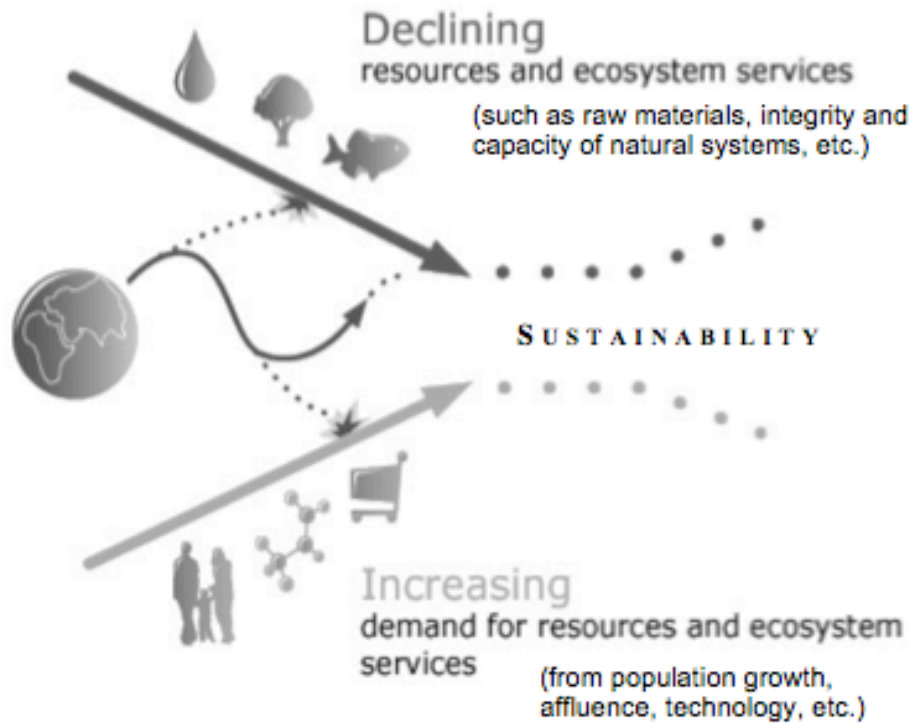 Declining
resources and ecosystem services
(such as raw materials, integrity and
capacity of natural systems, etc.)
SUSTAINABILITY
Increasing
demand for resources and ecosystem
services
(from population growth,
affluence, technology, etc.)